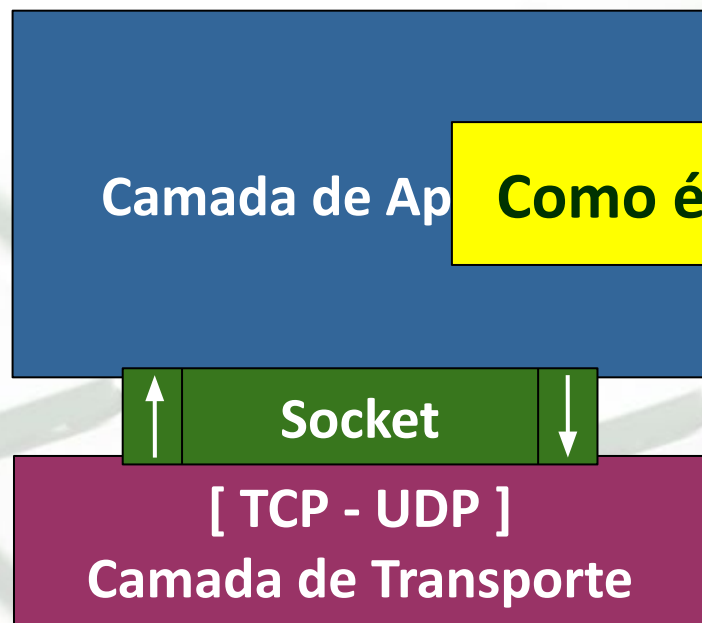 Camada de Ap
Como é
Socket
[ TCP - UDP ]
Camada de Transporte